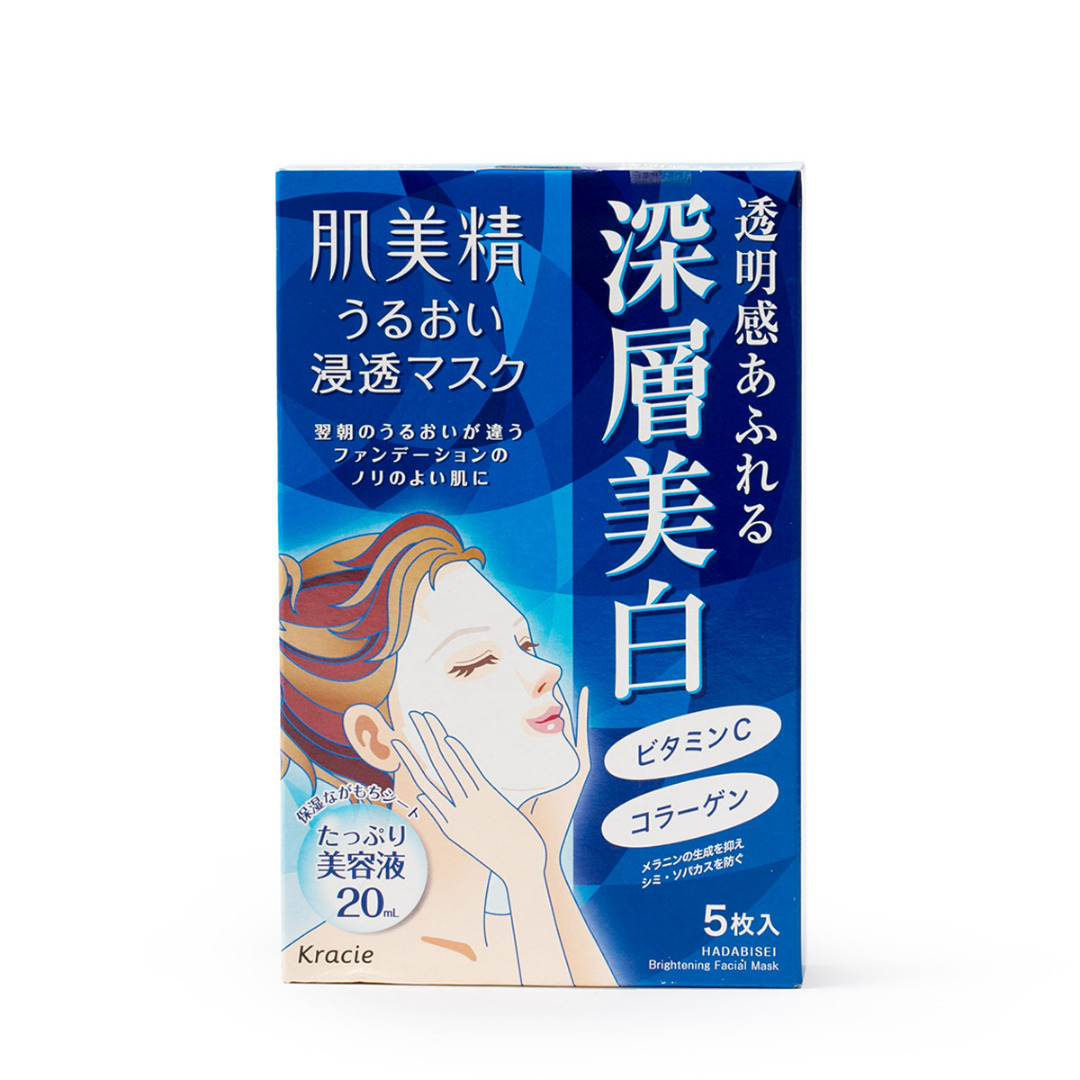 肌美精
うるおい
浸透マスク
翌朝のうるおいが違う
ファンデーションの
ノリのよい肌に
透明感あふれる
深層美白
ビタミンC
コラーゲン
メラニンの生成を抑え
シミ・ソバカスを防ぐ
保湿ながもちシート
たっぷり
美容液
20mL
Kracie
5枚入
HADABISEI
Brightening Facial Mask